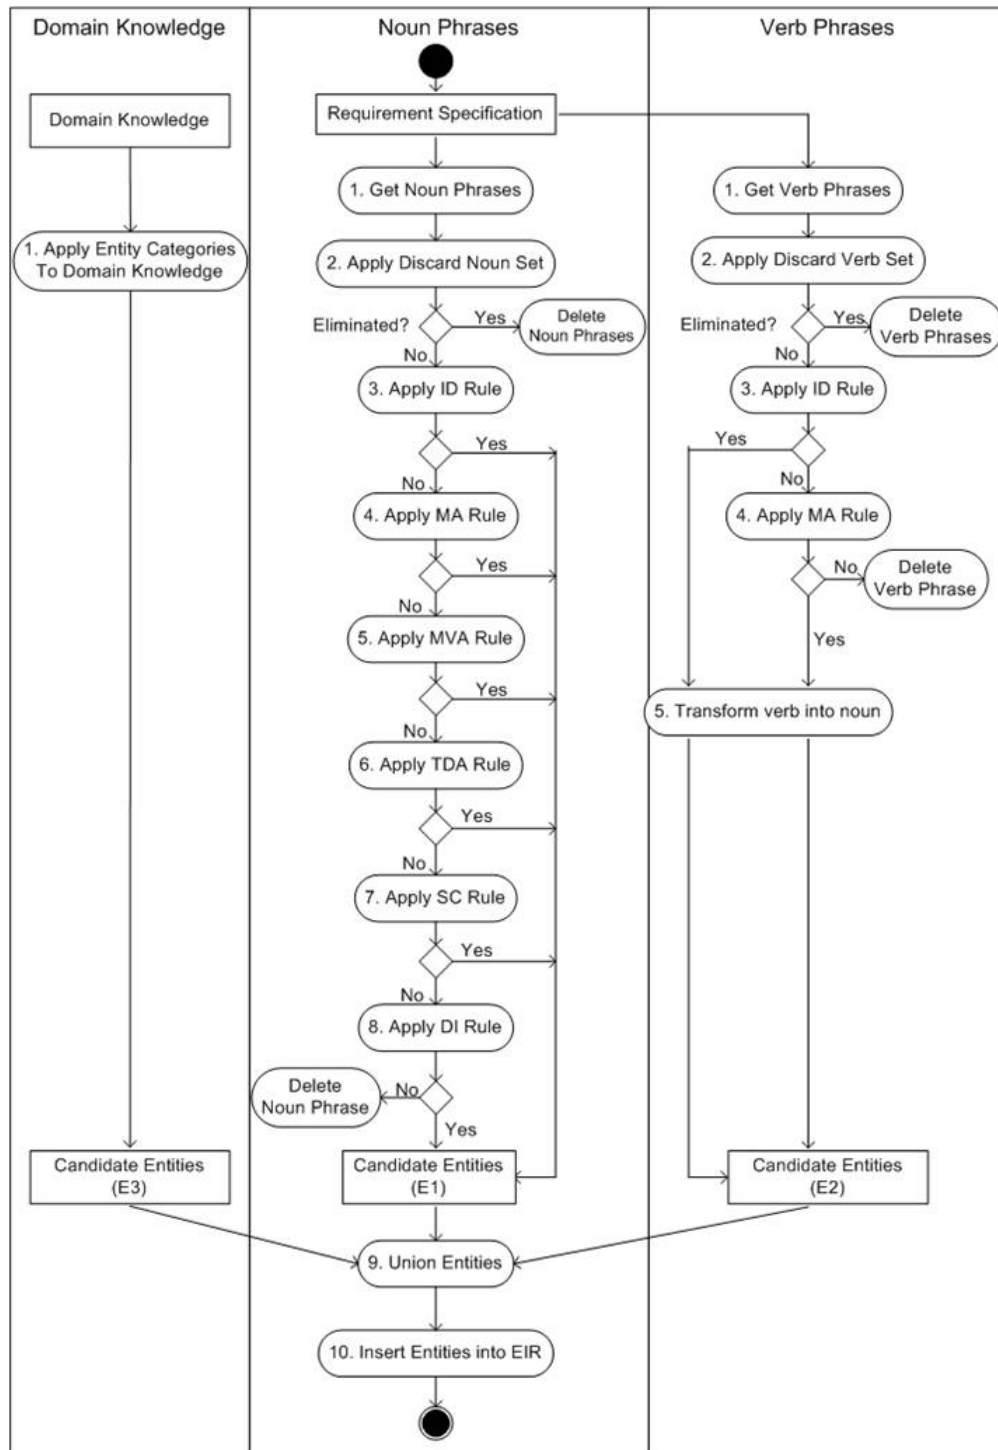 Domain Knowledge
Noun Phrases
Verb Phrases
Domain Knowledge
Requirement Specification
1. Get Noun Phrases
1. Get Verb Phrases
1. Apply Entity Categories
To Domain Knowledge
2. Apply Discard Noun Set
2. Apply Discard Verb Set
Eliminated?
Yes
Delete
Noun Phrases
No
Eliminated?
Yes
Delete
Verb Phrases
No
3. Apply ID Rule
3. Apply ID Rule
Yes
No
Yes
No
4. Apply MA Rule
4. Apply MA Rule
Yes
No
No
Delete
Verb Phrase
Yes
5. Apply MVA Rule
Yes
No
5. Transform verb into noun
6. Apply TDA Rule
Yes
No
7. Apply SC Rule
Yes
No
8. Apply DI Rule
Delete
Noun Phrase
No
Yes
Candidate Entities
(E3)
Candidate Entities
(E1)
Candidate Entities
(E2)
9. Union Entities
10. Insert Entities into EIR